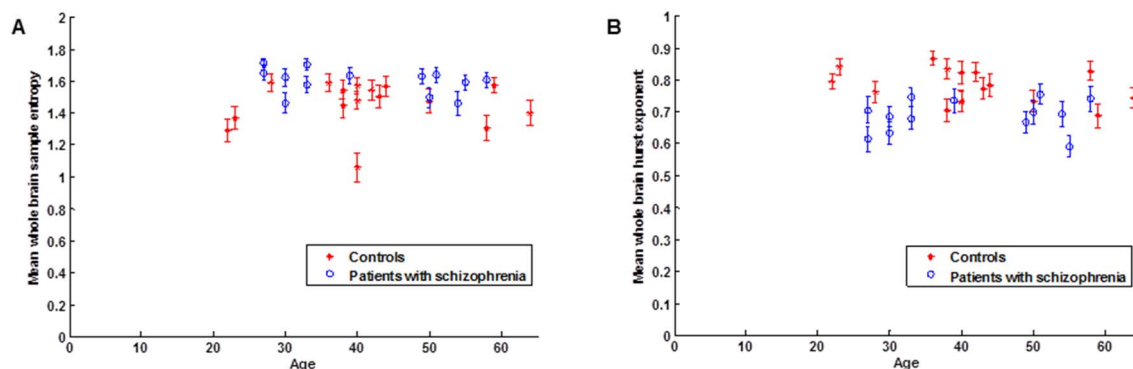 A
Mean whole brain sample entropy
2
1.8
1.6
1.4
1.2
1
0.8
0.6
0.4
0.2
0
0 10 20 30 40 50 60
Age
Controls
Patients with schizophrenia
B
Mean whole brain hurst exponent
1
0.9
0.8
0.7
0.6
0.5
0.4
0.3
0.2
0.1
0
0 10 20 30 40 50 60
Age
Controls
Patients with schizophrenia